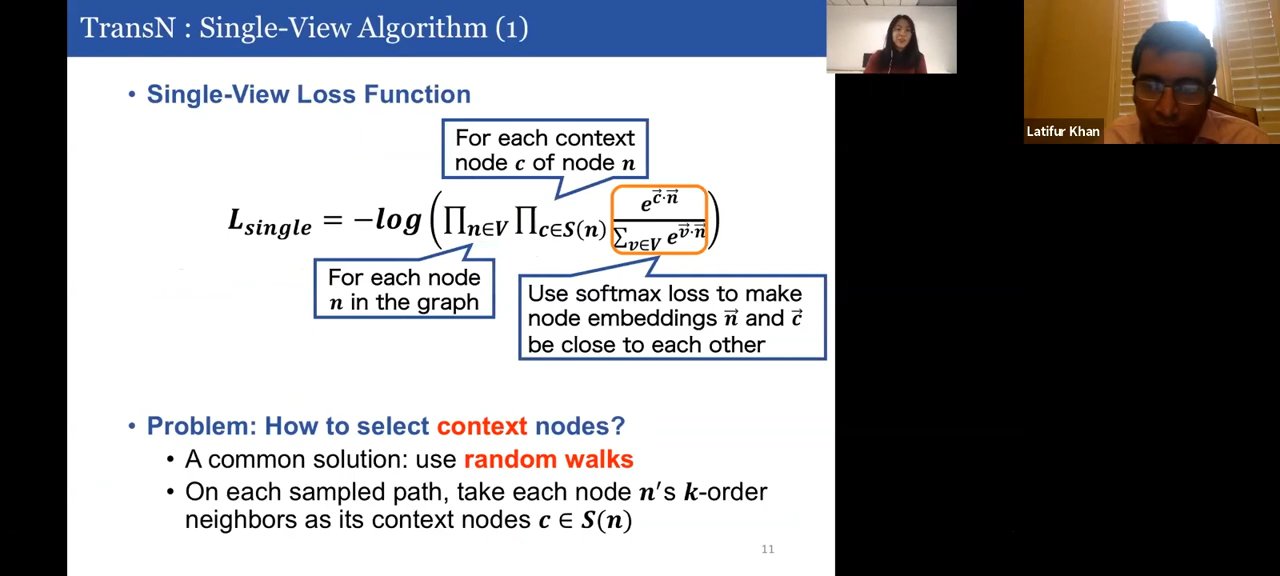 TransN : Single-View Algorithm (1)
• Single-View Loss Function
For each context
node c of node n
L_single = −log(∏_{n∈V} ∏_{c∈S(n)} e^{c⃗·n⃗} / ∑_{v∈V} e^{v⃗·n⃗})
For each node
n in the graph
Use softmax loss to make
node embeddings n⃗ and c⃗
be close to each other
• Problem: How to select context nodes?
• A common solution: use random walks
• On each sampled path, take each node n's k-order
neighbors as its context nodes c ∈ S(n)
11
Latifur Khan